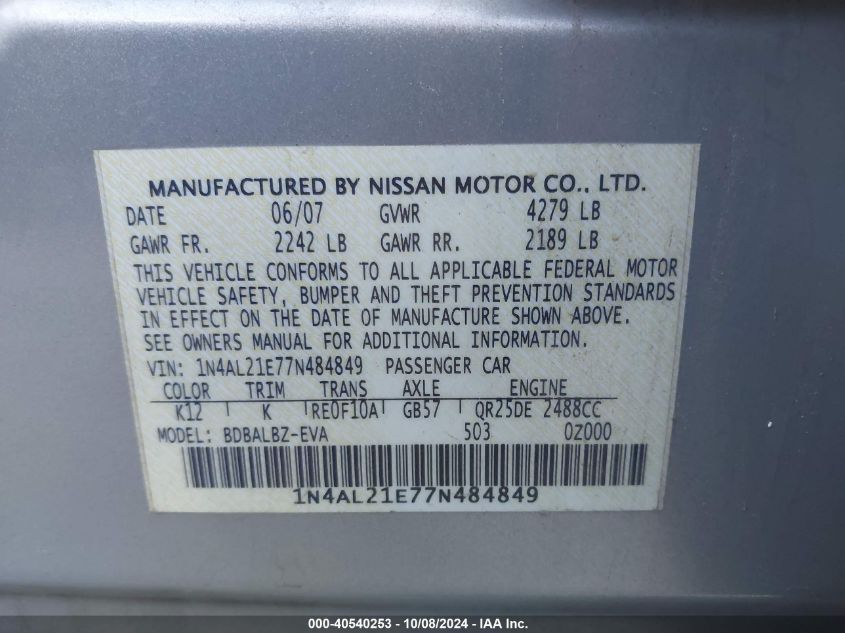 MANUFACTURED BY NISSAN MOTOR CO., LTD.
DATE 06/07 GVWR 4279 LB
GAWR FR. 2242 LB GAWR RR. 2189 LB
THIS VEHICLE CONFORMS TO ALL APPLICABLE FEDERAL MOTOR
VEHICLE SAFETY, BUMPER AND THEFT PREVENTION STANDARDS
IN EFFECT ON THE DATE OF MANUFACTURE SHOWN ABOVE.
SEE OWNERS MANUAL FOR ADDITIONAL INFORMATION.
VIN: 1N4AL21E77N484849 PASSENGER CAR
COLOR TRIM TRANS AXLE ENGINE
K12 K RE0F10A GB57 QR25DE 2488CC
MODEL: BDBALBZ-EVA 503 0Z000
1N4AL21E77N484849
000-40540253 - 10/08/2024 - iaai.com - Copyright IAA, Inc.